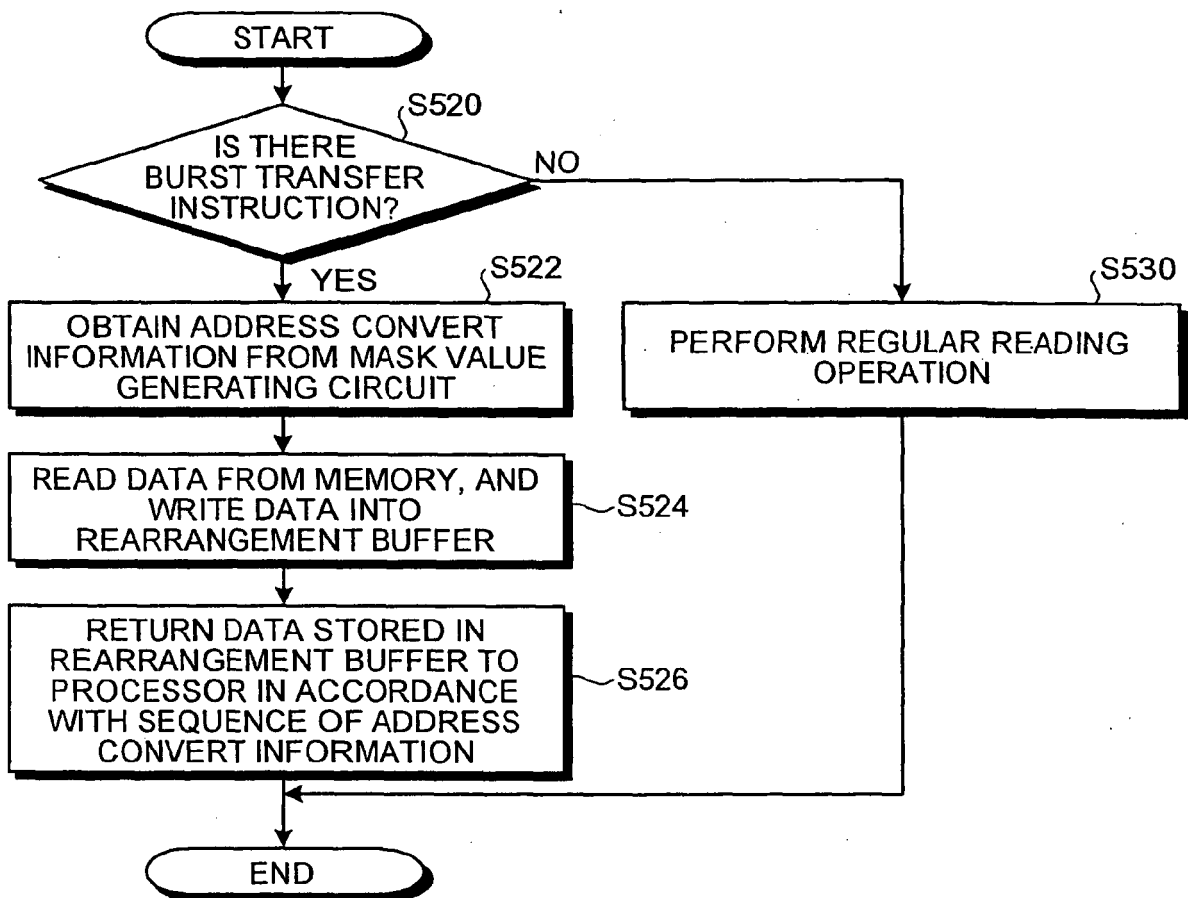 START
S520
IS THERE
BURST TRANSFER
INSTRUCTION?
NO
YES
S522
OBTAIN ADDRESS CONVERT
INFORMATION FROM MASK VALUE
GENERATING CIRCUIT
S530
PERFORM REGULAR READING
OPERATION
READ DATA FROM MEMORY, AND
WRITE DATA INTO
REARRANGEMENT BUFFER
S524
RETURN DATA STORED IN
REARRANGEMENT BUFFER TO
PROCESSOR IN ACCORDANCE
WITH SEQUENCE OF ADDRESS
CONVERT INFORMATION
S526
END